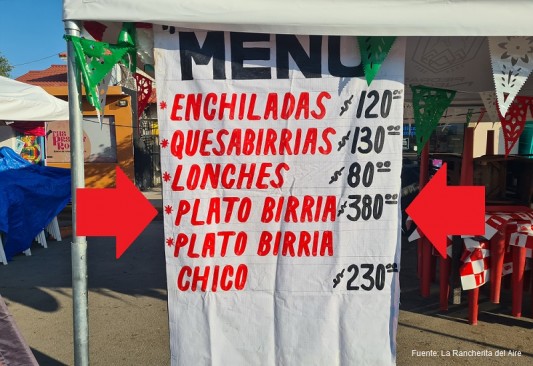 "MENU
*ENCHILADAS $120.00
*QUESABIRRIAS $130.00
*LONCHES $80.00
*PLATO BIRRIA $380.00
*PLATO BIRRIA
CHICO $230.00
Fuente: La Rancherita del Aire